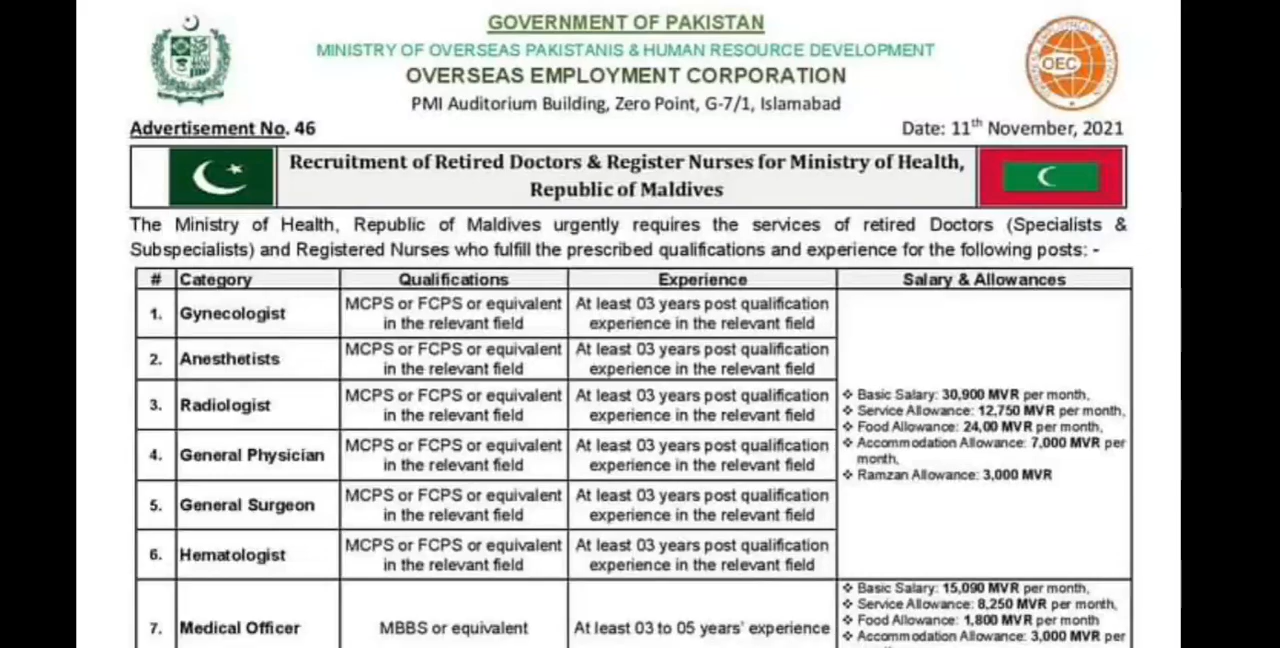 GOVERNMENT OF PAKISTAN
MINISTRY OF OVERSEAS PAKISTANIS & HUMAN RESOURCE DEVELOPMENT
OVERSEAS EMPLOYMENT CORPORATION
OEC
PMI Auditorium Building, Zero Point, G-7/1, Islamabad
Advertisement No. 46
Date: 11th November, 2021
Recruitment of Retired Doctors & Register Nurses for Ministry of Health,
Republic of Maldives
The Ministry of Health, Republic of Maldives urgently requires the services of retired Doctors (Specialists &
Subspecialists) and Registered Nurses who fulfill the prescribed qualifications and experience for the following posts: -
# Category Qualifications Experience Salary & Allowances
1. Gynecologist
MCPS or FCPS or equivalent
in the relevant field
At least 03 years post qualification
experience in the relevant field
2. Anesthetists
MCPS or FCPS or equivalent
in the relevant field
At least 03 years post qualification
experience in the relevant field
3. Radiologist
MCPS or FCPS or equivalent
in the relevant field
At least 03 years post qualification
experience in the relevant field
4. General Physician
MCPS or FCPS or equivalent
in the relevant field
At least 03 years post qualification
experience in the relevant field
5. General Surgeon
MCPS or FCPS or equivalent
in the relevant field
At least 03 years post qualification
experience in the relevant field
6. Hematologist
MCPS or FCPS or equivalent
in the relevant field
At least 03 years post qualification
experience in the relevant field
❖ Basic Salary: 30,900 MVR per month,
❖ Service Allowance: 12,750 MVR per month,
❖ Food Allowance: 24,00 MVR per month,
❖ Accommodation Allowance: 7,000 MVR per
month,
❖ Ramzan Allowance: 3,000 MVR
7. Medical Officer
MBBS or equivalent
At least 03 to 05 years' experience
❖ Basic Salary: 15,090 MVR per month,
❖ Service Allowance: 8,250 MVR per month,
❖ Food Allowance: 1,800 MVR per month
❖ Accommodation Allowance: 3,000 MVR per